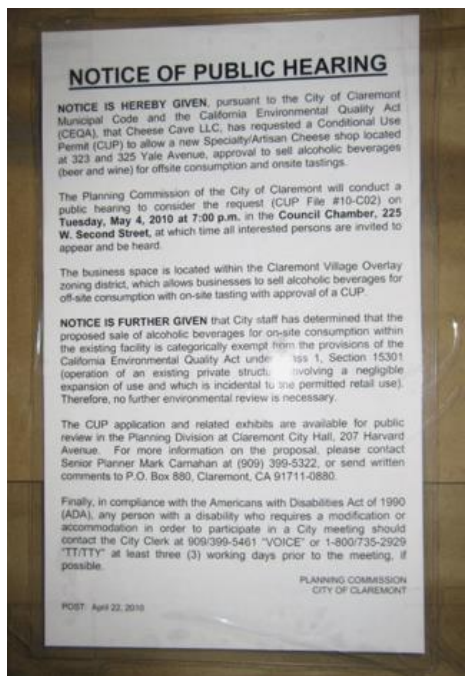 NOTICE OF PUBLIC HEARING
NOTICE IS HEREBY GIVEN, pursuant to the City of Claremont
Municipal Code and the California Environmental Quality Act
(CEQA), that Cheese Cave LLC, has requested a Conditional Use
Permit (CUP) to allow a new Specialty/Artisan Cheese shop located
at 323 and 325 Yale Avenue, approval to sell alcoholic beverages
(beer and wine) for offsite consumption and onsite tastings.
The Planning Commission of the City of Claremont will conduct a
public hearing to consider the request (CUP File #10-C02) on
Tuesday, May 4, 2010 at 7:00 p.m. in the Council Chamber, 225
W. Second Street, at which time all interested persons are invited to
appear and be heard.
The business space is located within the Claremont Village Overlay
zoning district, which allows businesses to sell alcoholic beverages for
off-site consumption with on-site tasting with approval of a CUP.
NOTICE IS FURTHER GIVEN that City staff has determined that the
proposed sale of alcoholic beverages for on-site consumption within
the existing facility is categorically exempt from the provisions of the
California Environmental Quality Act under 1, Section 15301
(operation of an existing private involving a negligible
expansion of use and which is incidental to the permitted retail use).
Therefore, no further environmental review is necessary.
The CUP application and related exhibits are available for public
review in the Planning Division at Claremont City Hall, 207 Harvard
Avenue. For more information on the proposal, please contact
Senior Planner Mark Carnahan at (909) 399-5322, or send written
comments to P.O. Box 880, Claremont, CA 91711-0880.
Finally, in compliance with the Americans with Disabilities Act of 1990
(ADA), any person with a disability who requires a modification or
accommodation in order to participate in a City meeting should
contact the City Clerk at 909/399-5461 "VOICE" or 1-800/735-2929
"TT/TTY" at least three (3) working days prior to the meeting, if
possible.
PLANNING COMMISSION
CITY OF CLAREMONT
POST: April 22, 2010